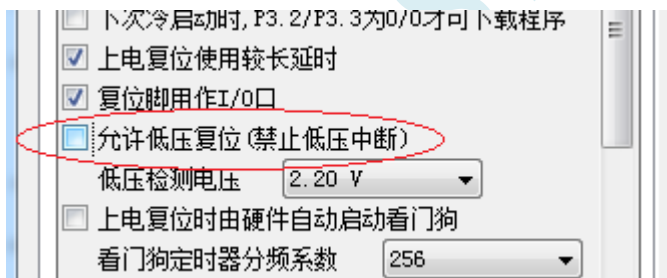 下次冷启动时, P3.2/P3.3为0/0才可下载程序
上电复位使用较长延时
复位脚用作I/O口
允许低压复位(禁止低压中断)
低压检测电压 2.20 V
上电复位时由硬件自动启动看门狗
看门狗定时器分频系数 256